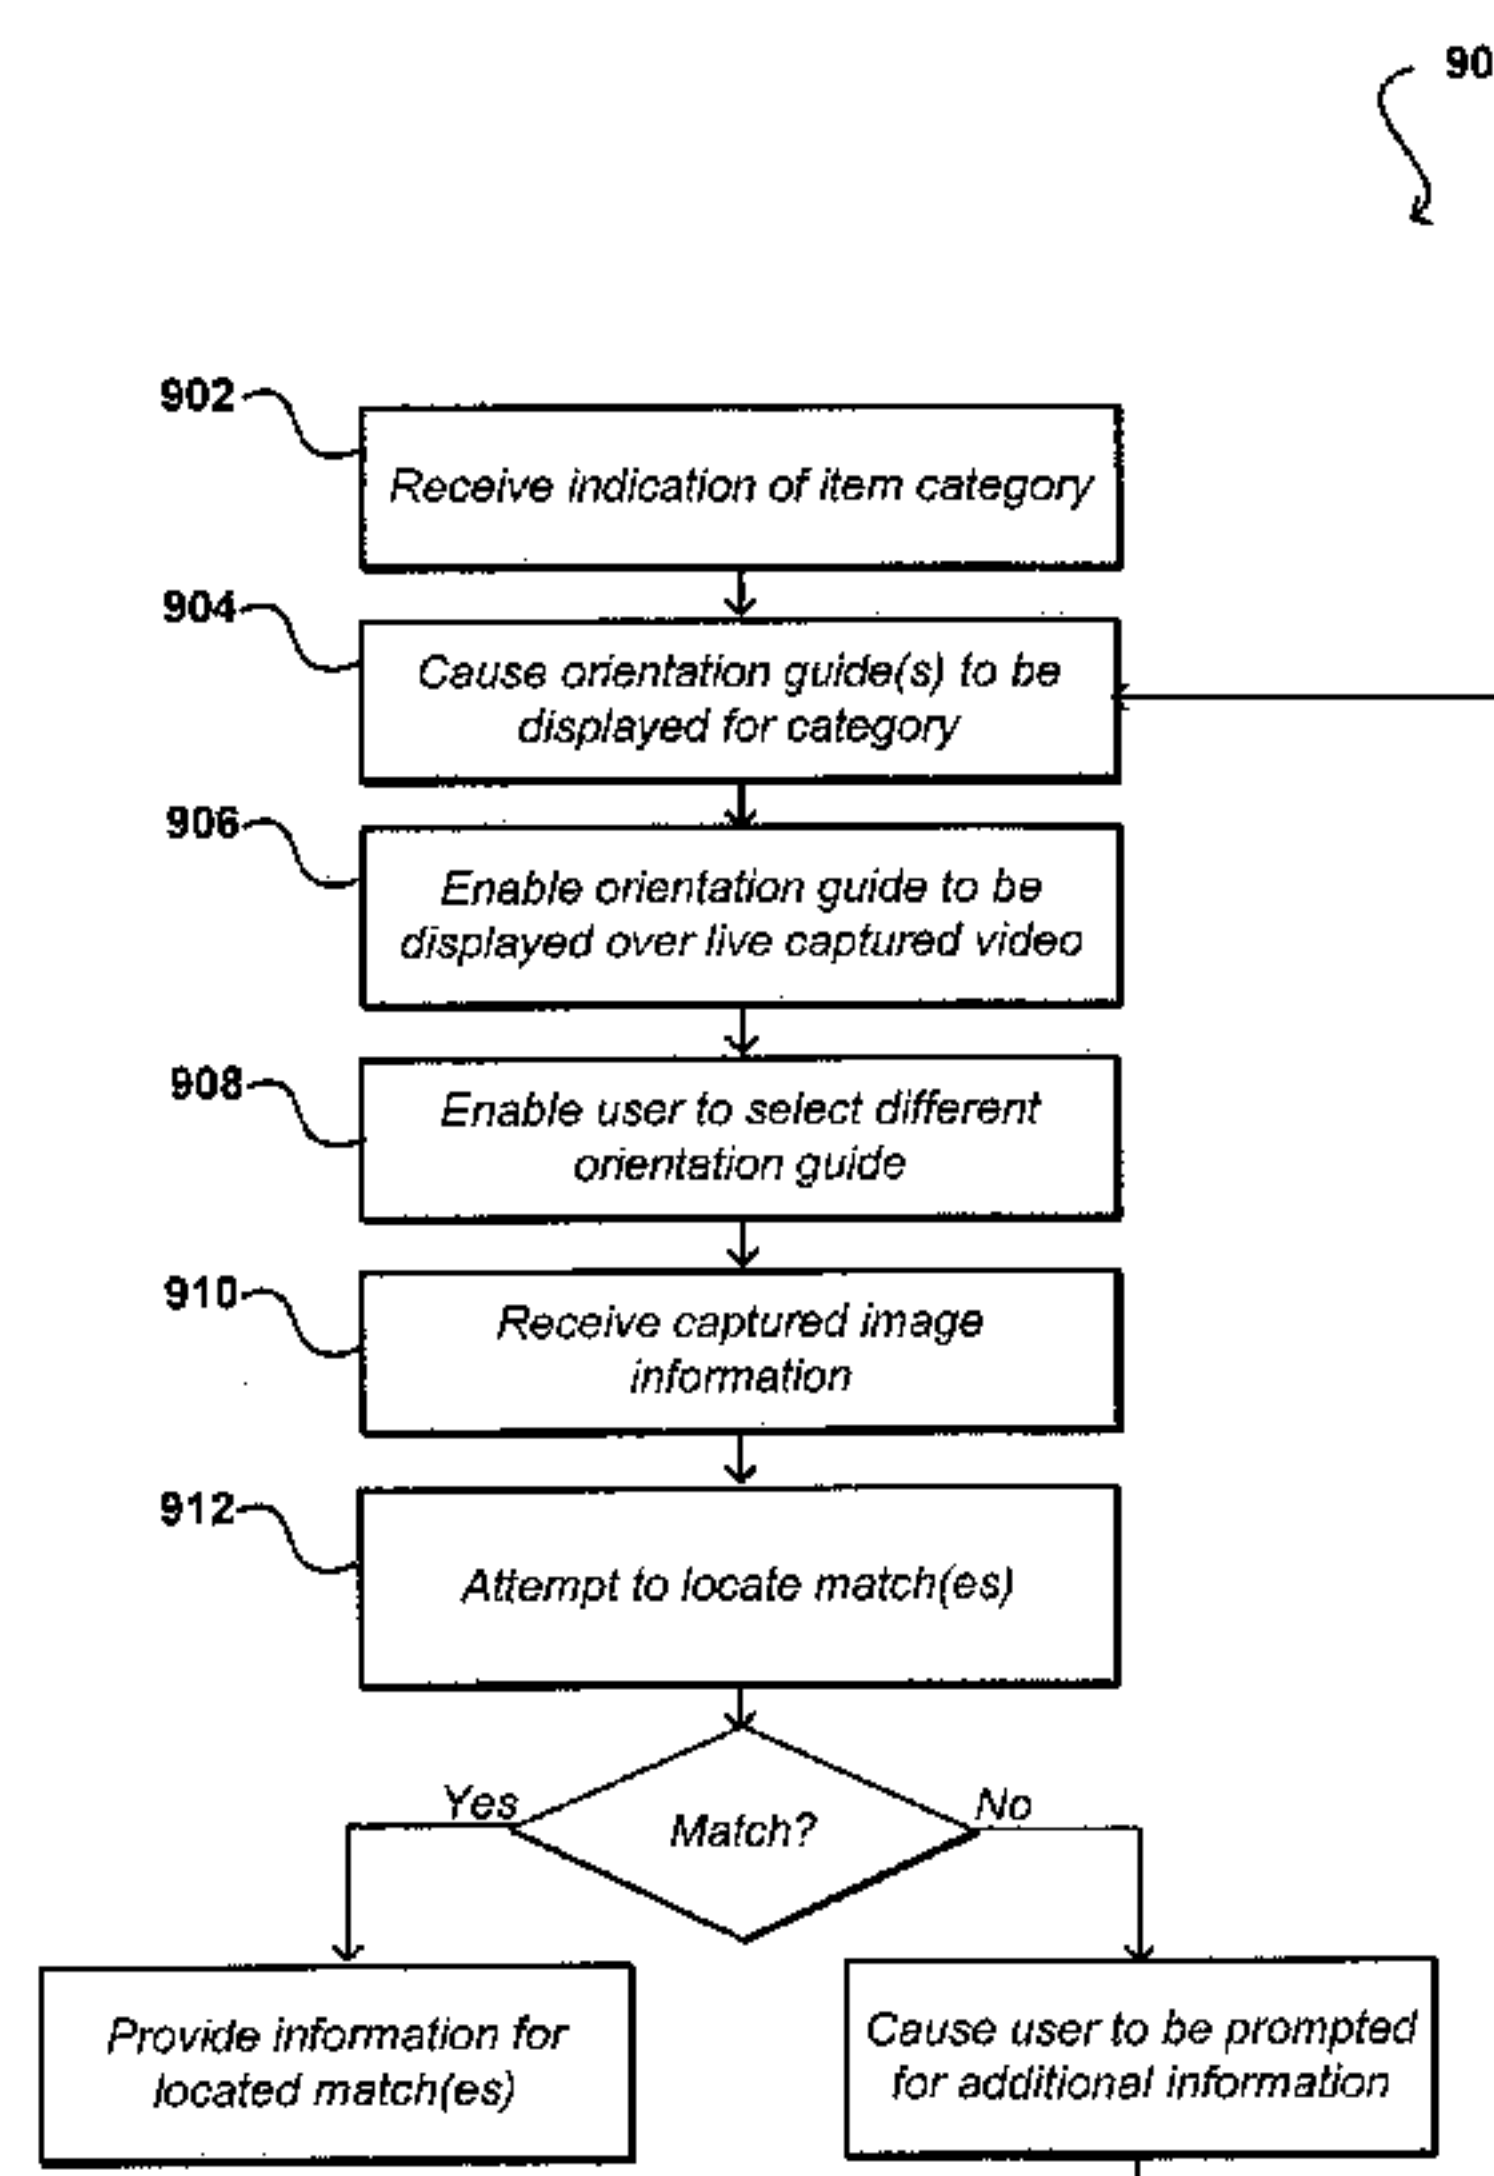 90
902
Receive indication of item category
904
Cause orientation guide(s) to be
displayed for category
906
Enable orientation guide to be
displayed over live captured video
908
Enable user to select different
orientation guide
910
Receive captured image
information
912
Attempt to locate match(es)
Yes
Match?
No
Provide information for
located match(es)
Cause user to be prompted
for additional information